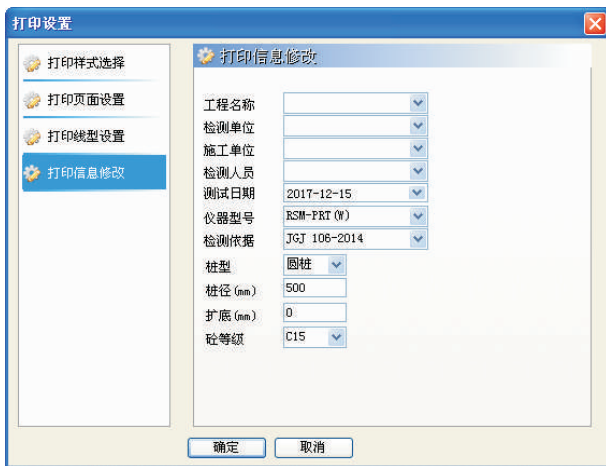 打印设置
打印样式选择
打印页面设置
打印线型设置
打印信息修改
打印信息修改
工程名称
检测单位
施工单位
检测人员
测试日期 2017-12-15
仪器型号 RSM-PRT(W)
检测依据 JGJ 106-2014
桩型 圆桩
桩径(mm) 500
扩底(mm) 0
砼等级 C15
确定 取消